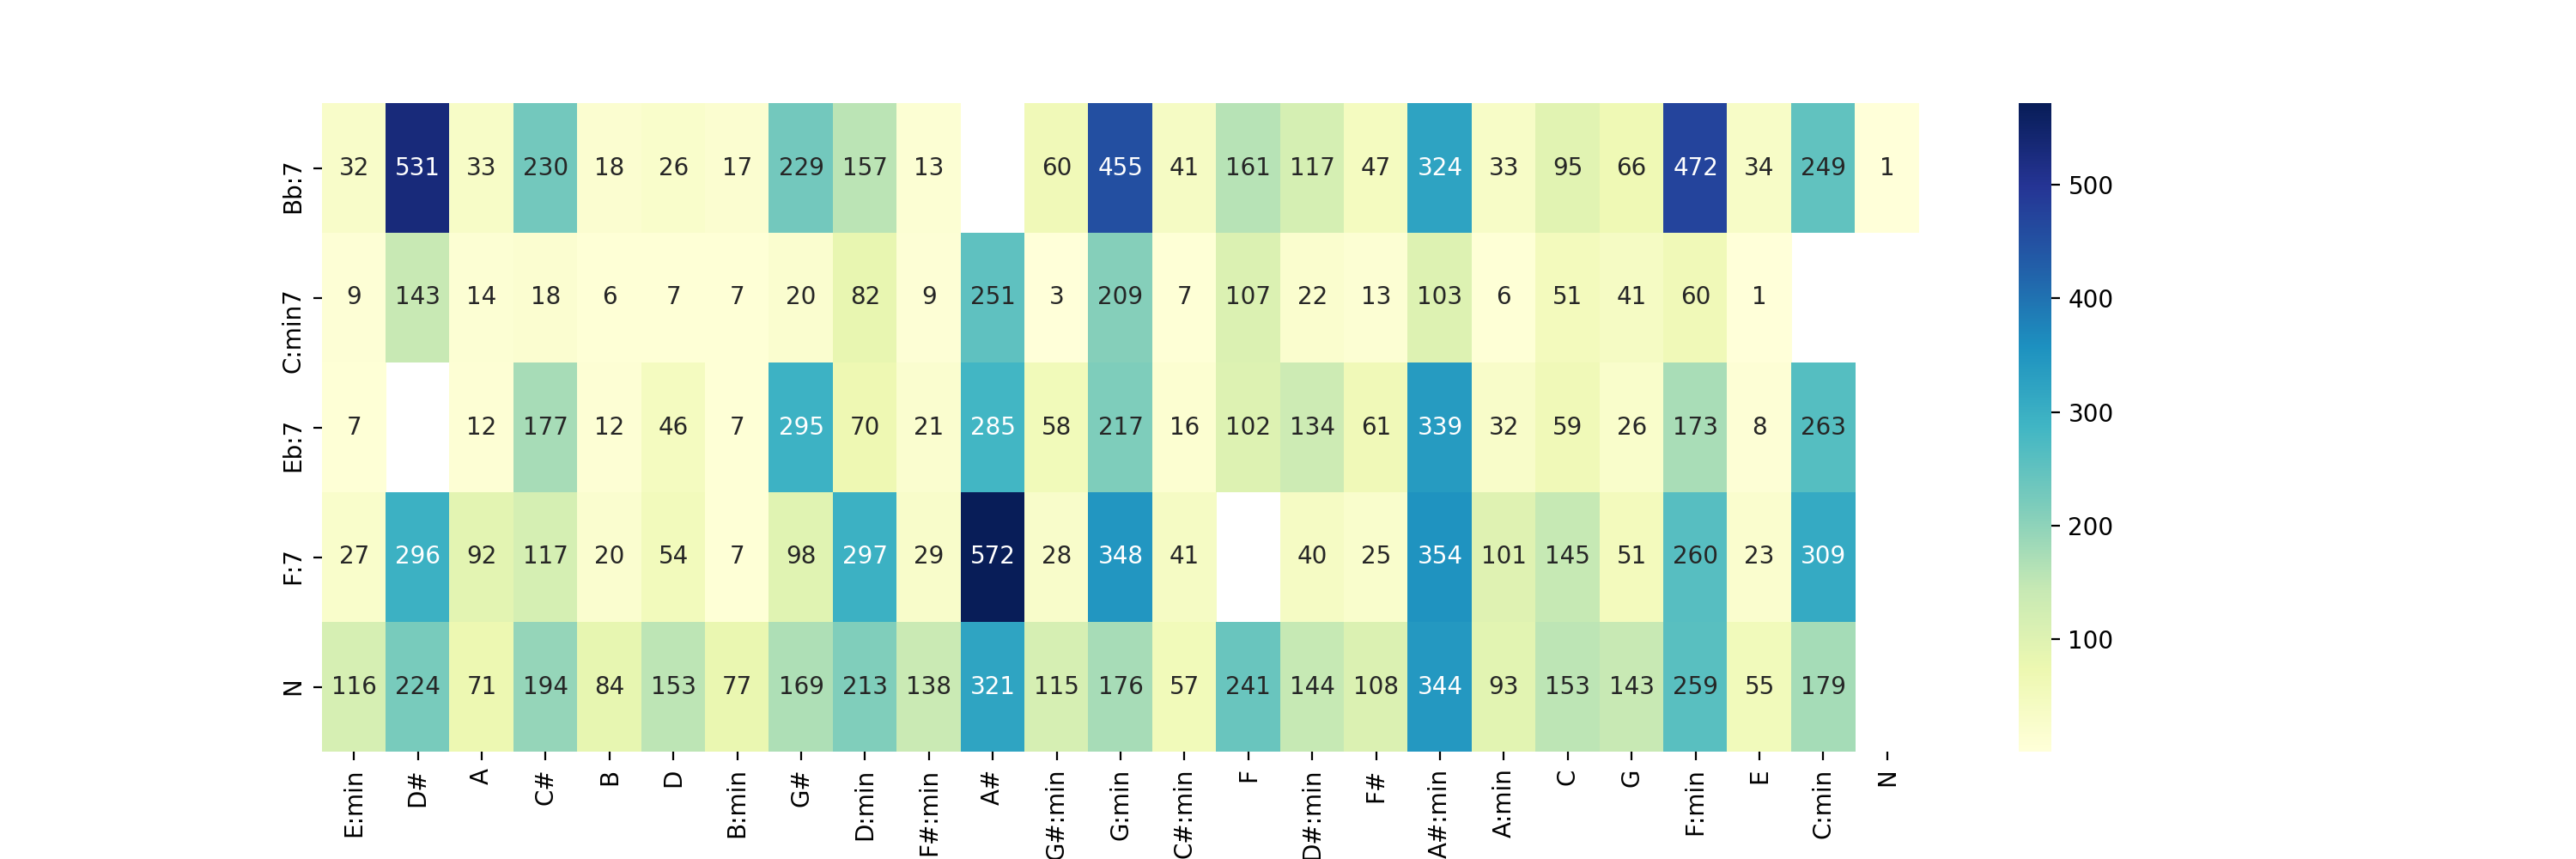 Bb:7 32 531 33 230 18 26 17 229 157 13 60 455 41 161 117 47 324 33 95 66 472 34 249 1
C:min7 9 143 14 18 6 7 7 20 82 9 251 3 209 7 107 22 13 103 6 51 41 60 1
Eb:7 7 12 177 12 46 7 295 70 21 285 58 217 16 102 134 61 339 32 59 26 173 8 263
F:7 27 296 92 117 20 54 7 98 297 29 572 28 348 41 40 25 354 101 145 51 260 23 309
N 116 224 71 194 84 153 77 169 213 138 321 115 176 57 241 144 108 344 93 153 143 259 55 179
E:min D# A C# B D B:min G# D:min F#:min A# G#:min G:min C#:min F D#:min F# A#:min A:min C G F:min E C:min N
500
400
300
200
100